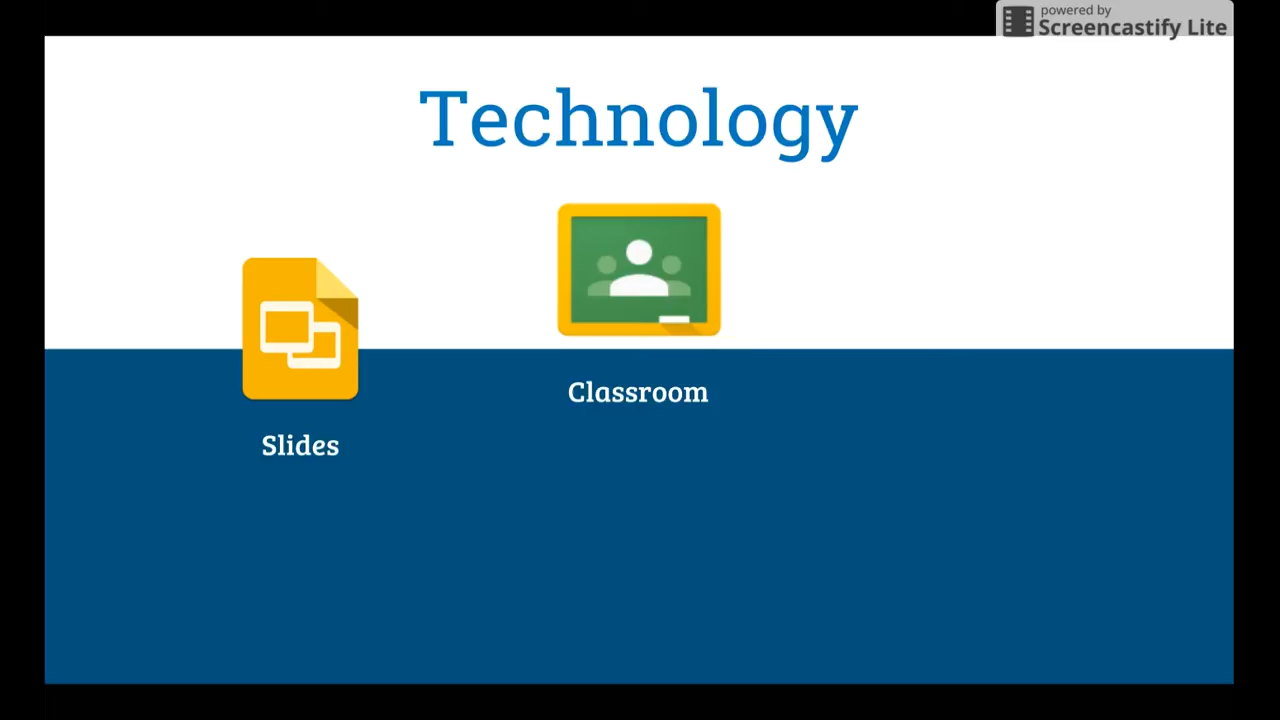 powered by
Screencastify Lite
Technology
Classroom
Slides